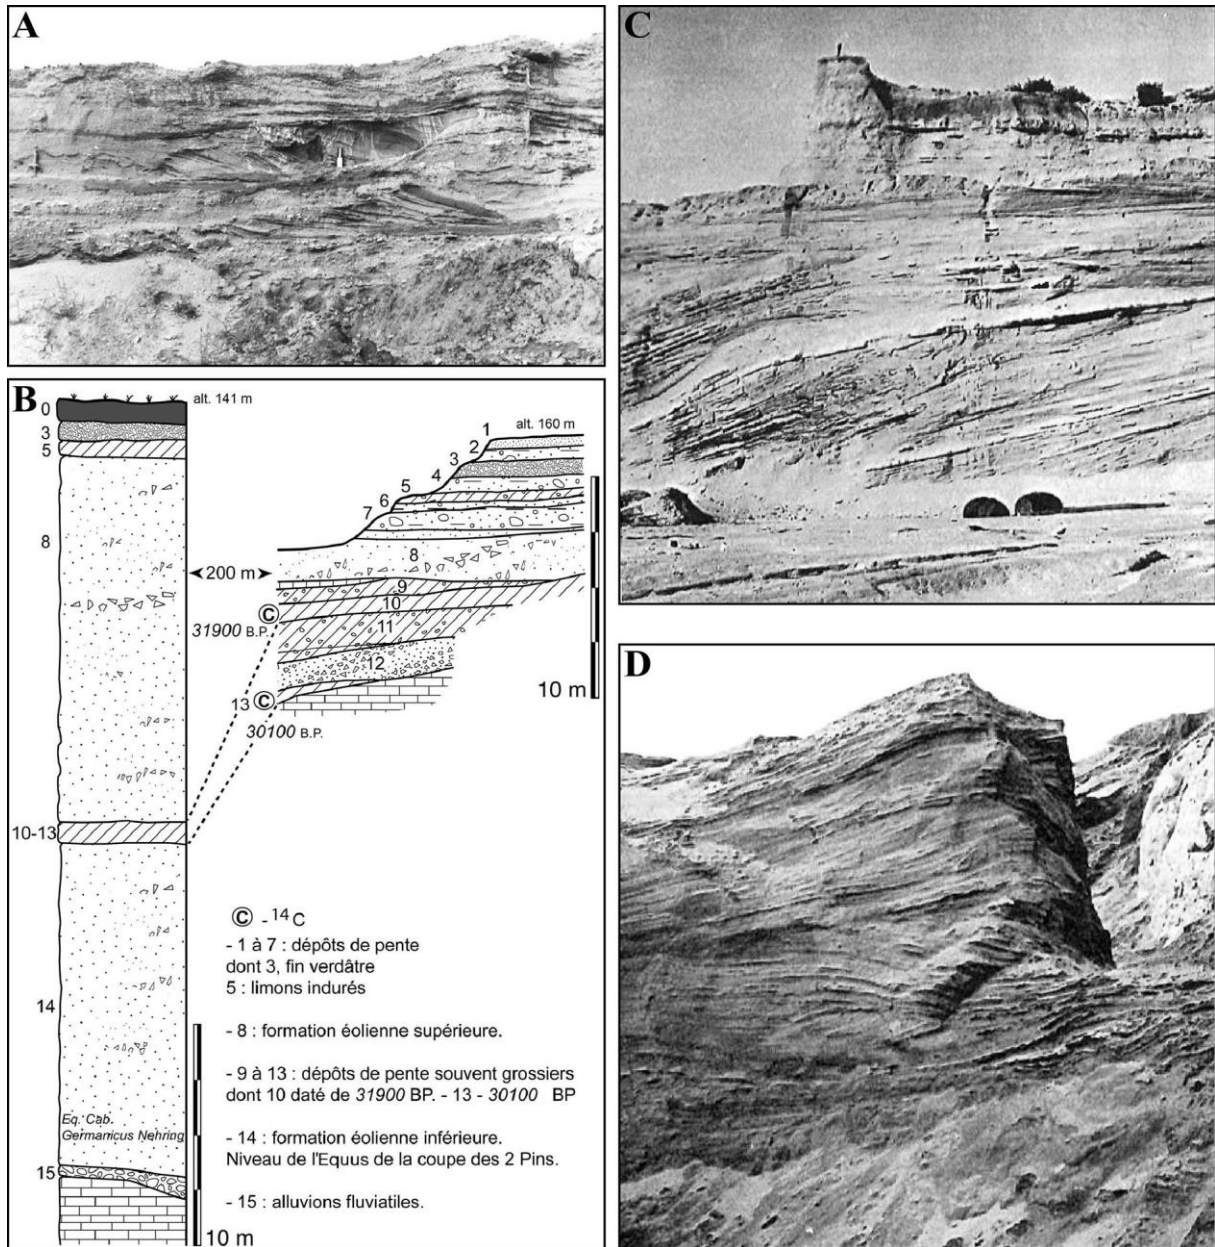 A
B
0
3
5
8
10-13
14
Eq. Cab.
Germanicus Nehring
15
10 m
alt. 141 m
200 m
alt. 160 m
1
2
3
4
5
6
7
8
9
10
11
12
C
31900 B.P.
13 C
30100 B.P.
10 m
C - 14 C
- 1 à 7 : dépôts de pente
dont 3, fin verdâtre
5 : limons indurés
- 8 : formation éolienne supérieure.
- 9 à 13 : dépôts de pente souvent grossiers
dont 10 daté de 31900 BP. - 13 - 30100 BP
- 14 : formation éolienne inférieure.
Niveau de l'Equus de la coupe des 2 Pins.
- 15 : alluvions fluviatiles.
C
D